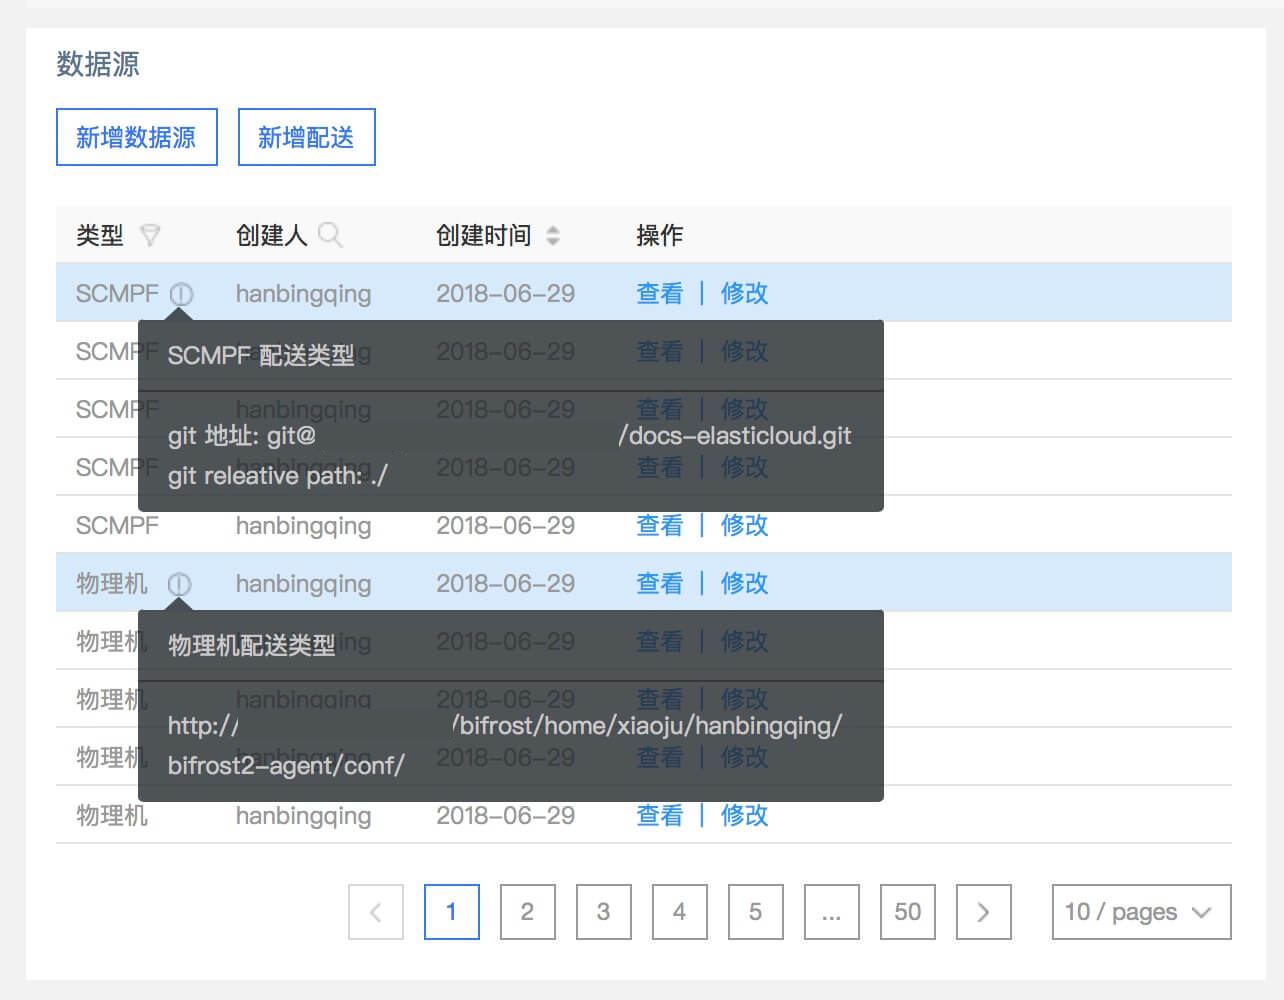 数据源
新增数据源 新增配送
类型 创建人 创建时间 操作
SCMPF hanbingqing 2018-06-29 查看 | 修改
SCMPF 2018-06-29 查看 | 修改
SCMPF 配送类型
SCMPF hanbingqing 2018-06-29 查看 | 修改
git 地址: git@ /docs-elasticloud.git
SCMPF 2018-06-29 查看 | 修改
git releative path: ./
SCMPF hanbingqing 2018-06-29 查看 | 修改
物理机 hanbingqing 2018-06-29 查看 | 修改
物理机 2018-06-29 查看 | 修改
物理机配送类型
物理机 hanbingqing 2018-06-29 查看 | 修改
http:// /bifrost/home/xiaoju/hanbingqing/
物理机 2018-06-29 查看 | 修改
bifrost2-agent/conf/
物理机 hanbingqing 2018-06-29 查看 | 修改
1 2 3 4 5 ... 50 10 / pages